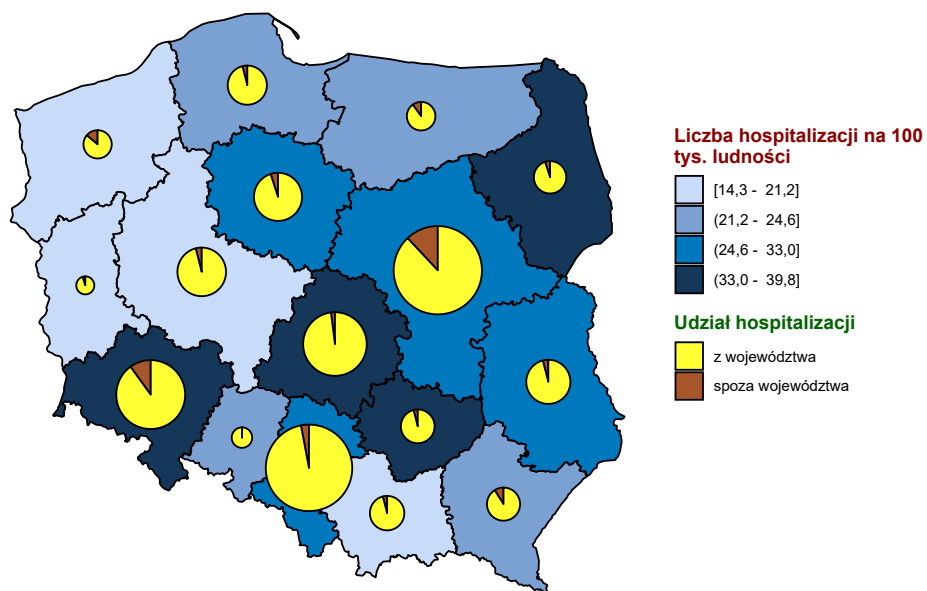 Liczba hospitalizacji na 100
tys. ludności
[14,3 - 21,2]
(21,2 - 24,6]
(24,6 - 33,0]
(33,0 - 39,8]
Udział hospitalizacji
z województwa
spoza województwa